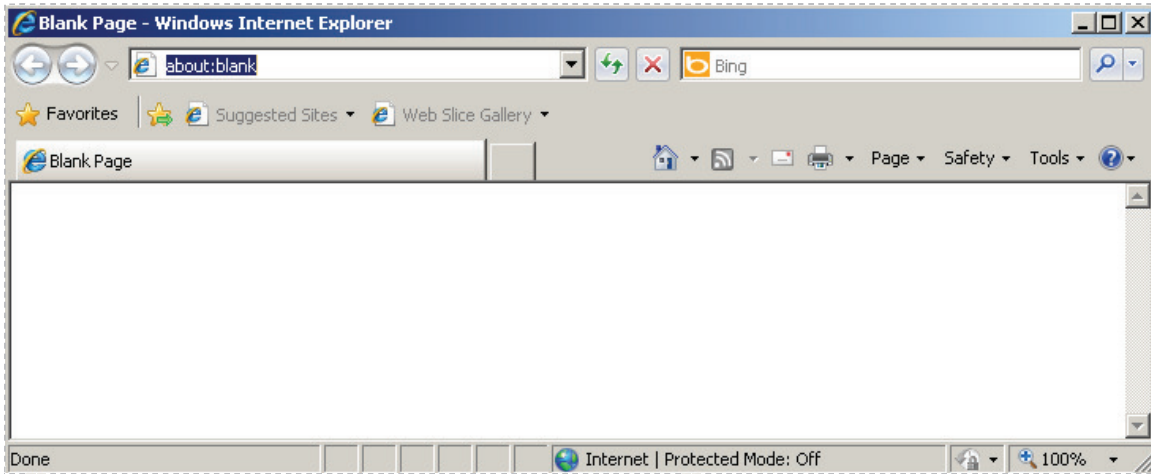 Blank Page - Windows Internet Explorer
about:blank
Bing
Favorites Suggested Sites Web Slice Gallery
Blank Page Page Safety Tools
Done Internet | Protected Mode: Off 100%